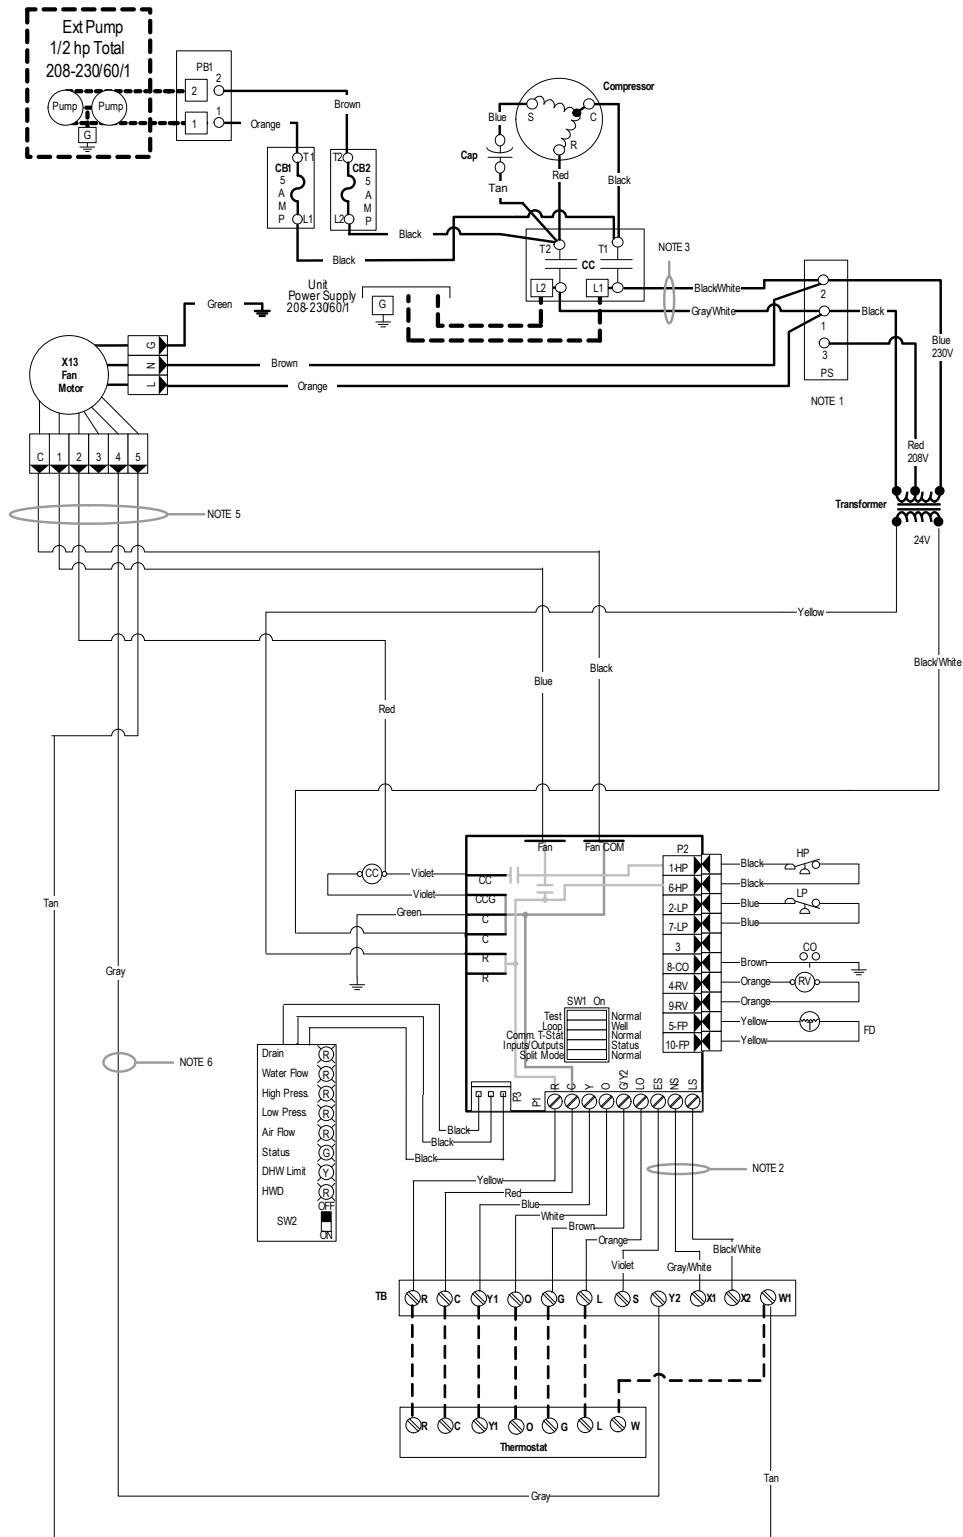 Ext Pump
1/2 hp Total
208-230/60/1
Pump
Pump
G
PB1
2
2
1
1
Brown
Orange
T1
CB1
5
A
M
P
L1
T2
CB2
5
A
M
P
L2
Black
Black
Compressor
Blue
S
C
R
Cap
Tan
Red
Black
T2
T1
CC
L2
L1
NOTE 3
Black/White
Gray/White
2
1
3
PS
NOTE 1
Black
Blue
230V
Red
208V
Transformer
24V
Unit
Power Supply
208-230/60/1
G
Green
X13
Fan
Motor
G
N
L
Brown
Orange
C 1 2 3 4 5
NOTE 5
Yellow
Black/White
Blue
Black
Red
Tan
Gray
NOTE 6
Fan
Fan COM
P2
CC
Violet
Violet
Green
CC
CCG
C
C
R
R
1-HP
6-HP
2-LP
7-LP
3
8-CO
4-RV
9-RV
5-FP
10-FP
Black
HP
Black
Blue
LP
Blue
Brown
CO
Orange
RV
Orange
Yellow
Yellow
FD
SW1 On
Test Normal
Loop Well
Comm. T-Stat Normal
Inputs/Outputs Status
Split Mode Normal
P3
P1
R C Y O G/Y2 LO ES NS LS
Drain R
Water Flow R
High Press. R
Low Press. R
Air Flow R
Status G
DHW Limit Y
HWD R
OFF
SW2
ON
Black
Black
Black
NOTE 2
Yellow
Red
Blue
White
Brown
Orange
Violet
Gray/White
Black/White
TB
R C Y1 O G L S Y2 X1 X2 W1
R C Y1 O G L W
Thermostat
Tan
Gray